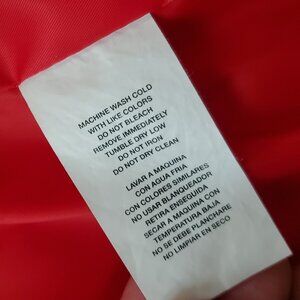 MACHINE WASH COLD
WITH LIKE COLORS
DO NOT BLEACH
REMOVE IMMEDIATELY
TUMBLE DRY LOW
DO NOT IRON
DO NOT DRY CLEAN
LAVAR A MAQUINA
CON AGUA FRIA
CON COLORES SIMILARES
NO USAR BLANQUEADOR
RETIRA ENSEGUIDA
SECAR A MAQUINA CON
TEMPERATURA BAJA
NO SE DEBE PLANCHARE
NO LIMPIAR EN SECO